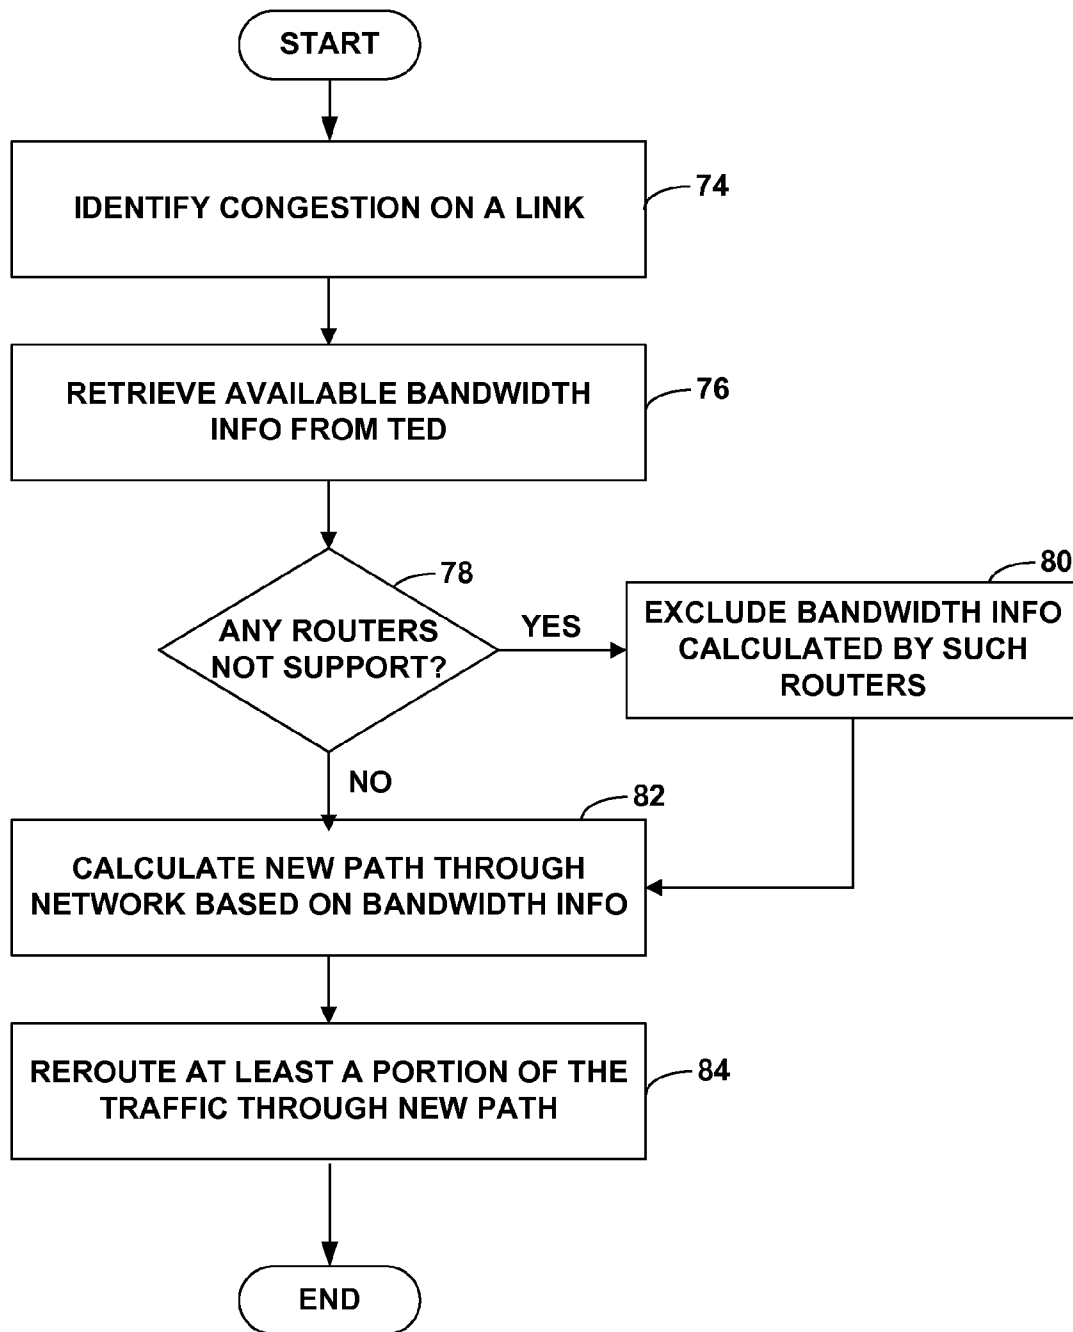 START
IDENTIFY CONGESTION ON A LINK
74
RETRIEVE AVAILABLE BANDWIDTH
INFO FROM TED
76
ANY ROUTERS
NOT SUPPORT?
78
YES
EXCLUDE BANDWIDTH INFO
CALCULATED BY SUCH
ROUTERS
80
NO
CALCULATE NEW PATH THROUGH
NETWORK BASED ON BANDWIDTH INFO
82
REROUTE AT LEAST A PORTION OF THE
TRAFFIC THROUGH NEW PATH
84
END